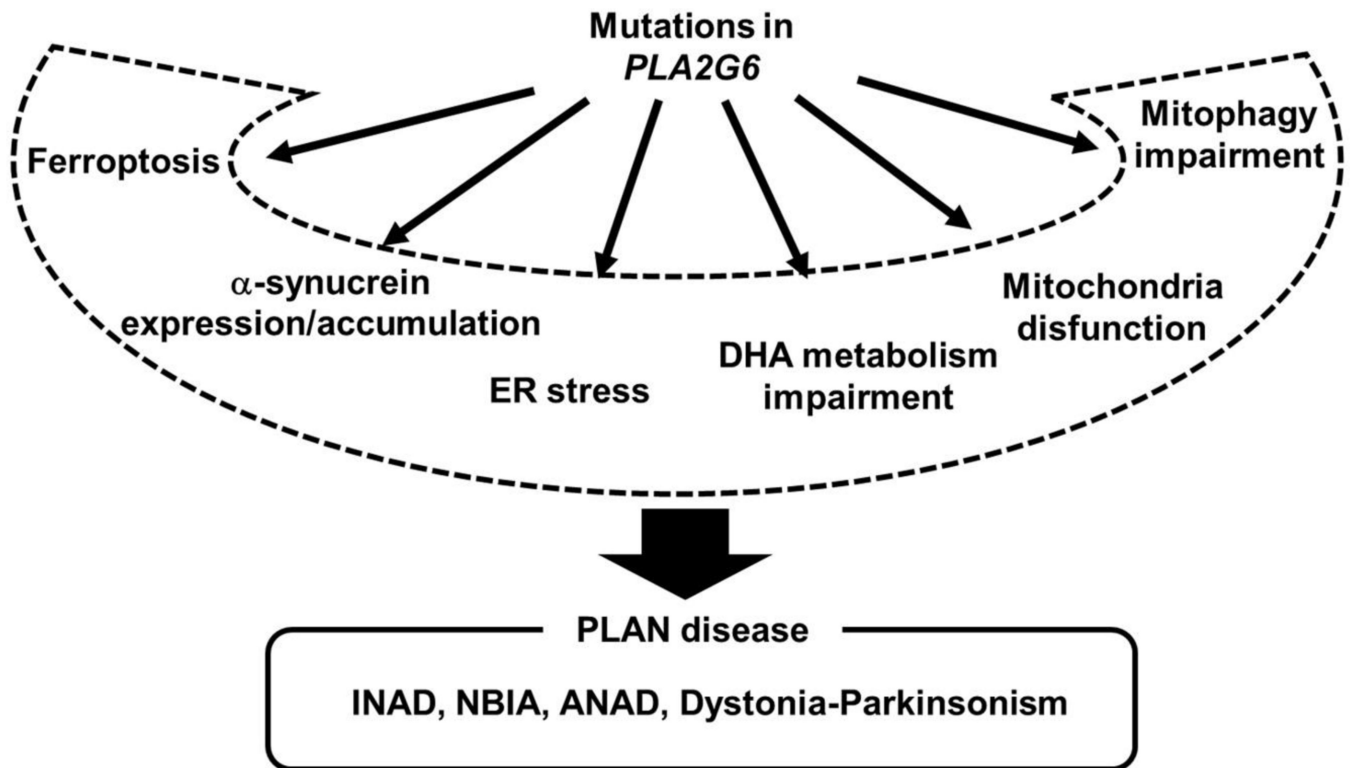 Mutations in
PLA2G6
Ferroptosis
Mitophagy
impairment
α-synucrein
expression/accumulation
ER stress
DHA metabolism
impairment
Mitochondria
disfunction
PLAN disease
INAD, NBIA, ANAD, Dystonia-Parkinsonism